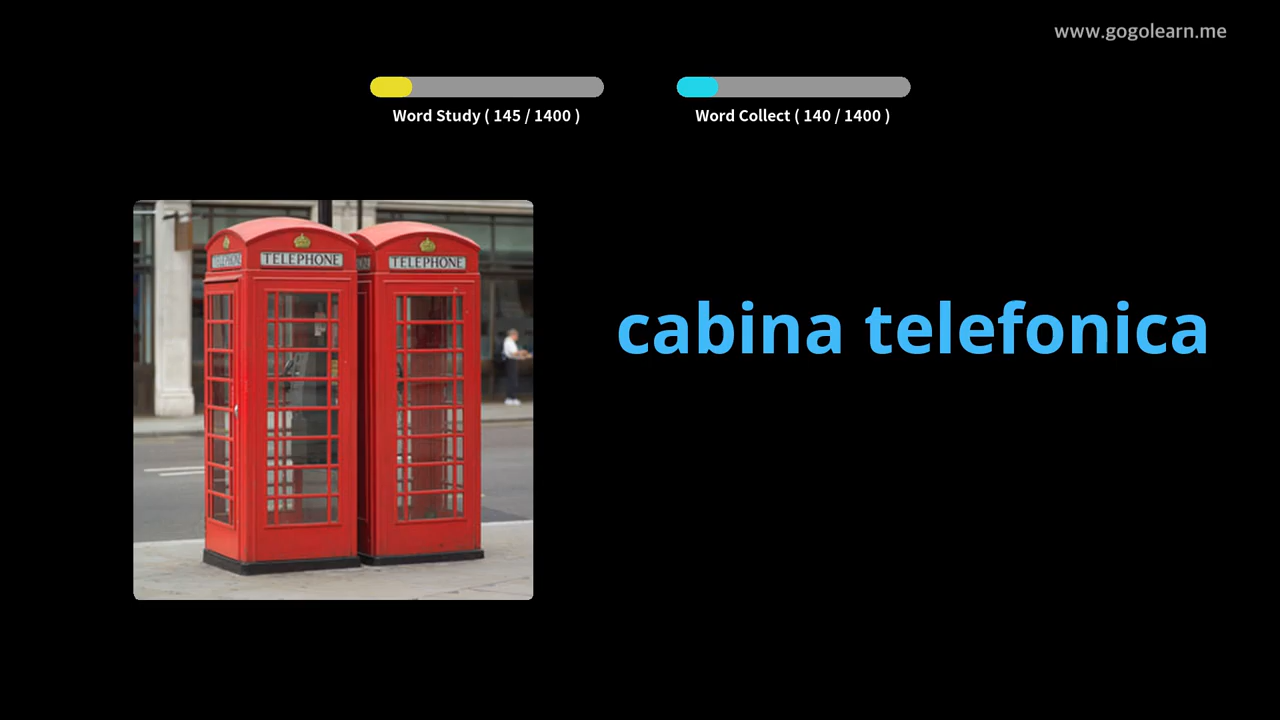 www.gogolearn.me
Word Study ( 145 / 1400 )
Word Collect ( 140 / 1400 )
TELEPHONE
TELEPHONE
cabina telefonica